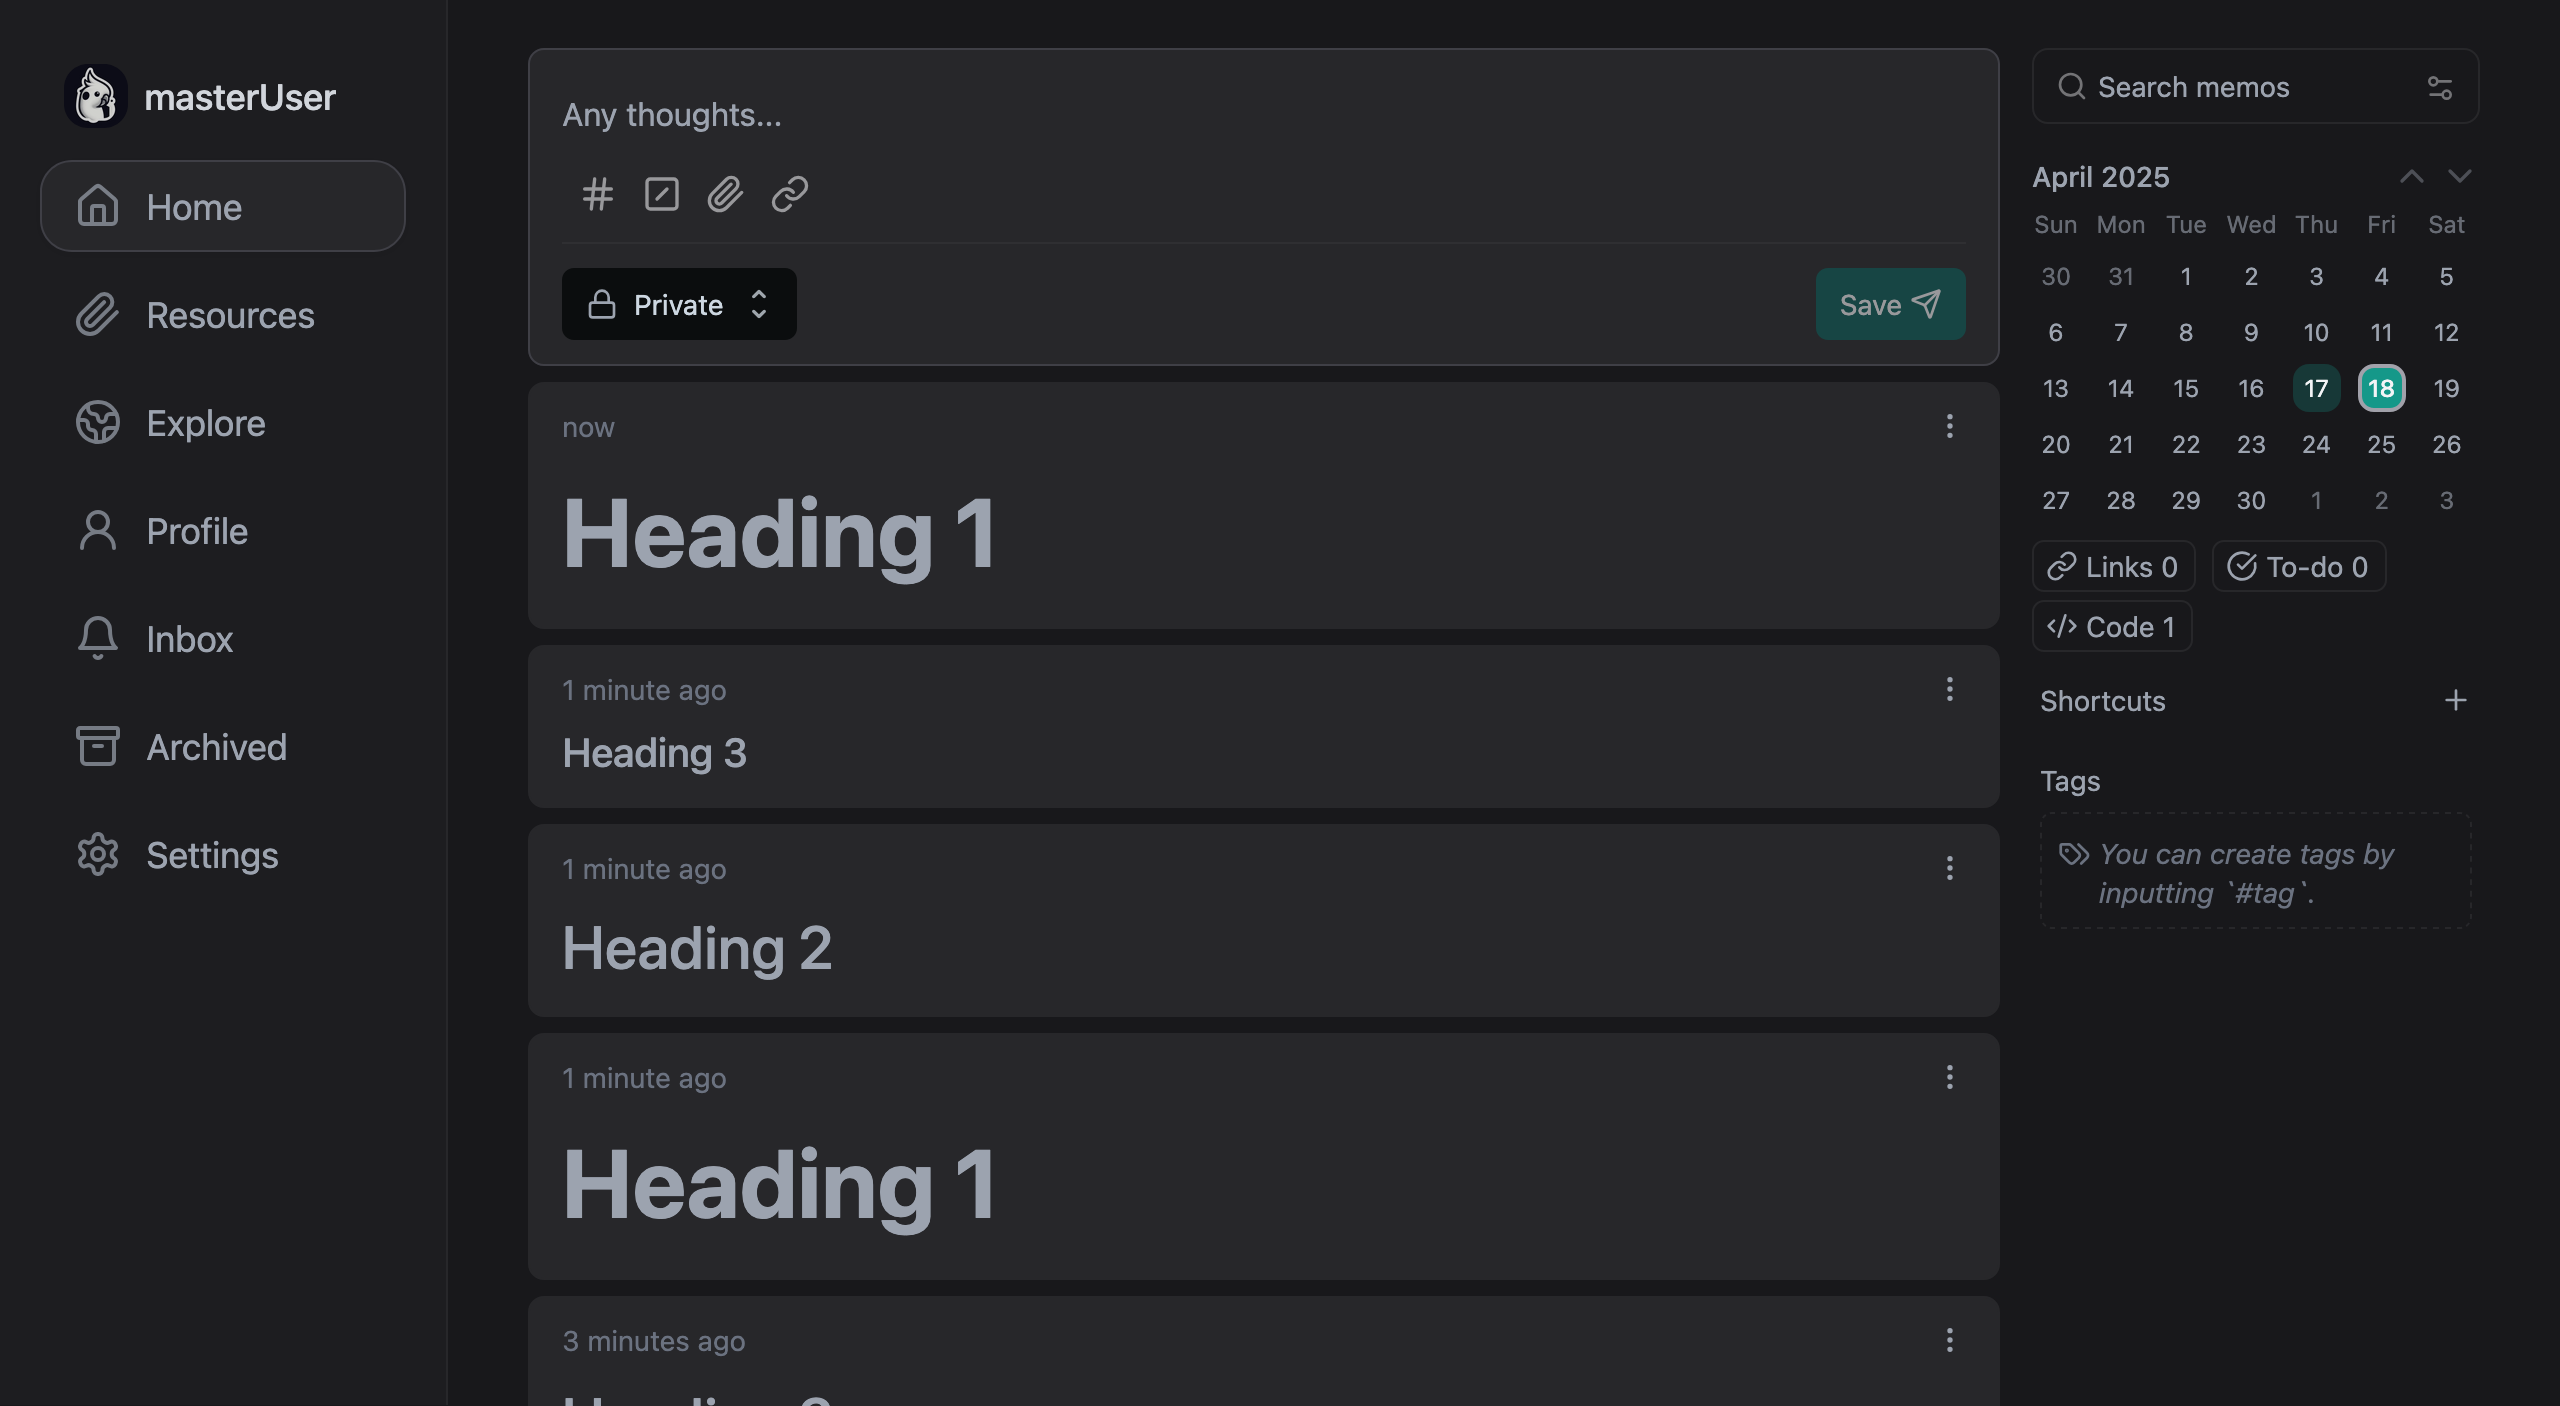 masterUser
Home
Resources
Explore
Profile
Inbox
Archived
Settings
Any thoughts...
Private
Save
now
Heading 1
1 minute ago
Heading 3
1 minute ago
Heading 2
1 minute ago
Heading 1
3 minutes ago
Search memos
April 2025
Sun Mon Tue Wed Thu Fri Sat
30 31 1 2 3 4 5
6 7 8 9 10 11 12
13 14 15 16 17 18 19
20 21 22 23 24 25 26
27 28 29 30 1 2 3
Links 0 To-do 0
Code 1
Shortcuts
Tags
You can create tags by
inputting `#tag`.